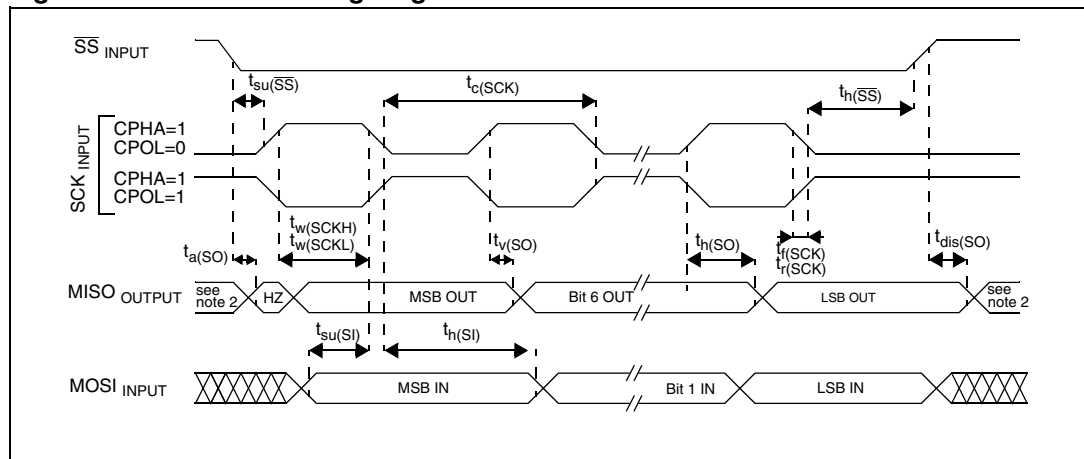 SS INPUT
tsu(SS)
tc(SCK)
th(SS)
SCK INPUT
CPHA=1
CPOL=0
CPHA=1
CPOL=1
tw(SCKH)
tw(SCKL)
ta(SO)
tv(SO)
th(SO)
tf(SCK)
tr(SCK)
tdis(SO)
MISO OUTPUT
see note 2
HZ
MSB OUT
Bit 6 OUT
LSB OUT
see note 2
tsu(SI)
th(SI)
MOSI INPUT
MSB IN
Bit 1 IN
LSB IN